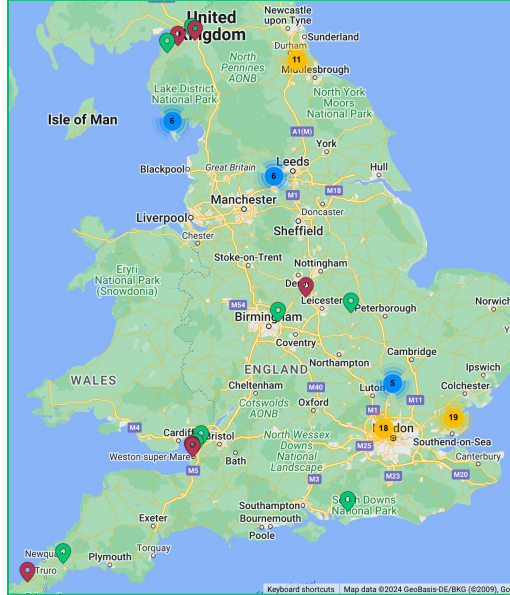 United
Kingdom
Newcastle
upon Tyne
Sunderland
Durham
11
Middlesbrough
North
Pennines
AONB
Lake District
National Park
North York
Moors
National Park
Isle of Man
6
A1(M)
York
Blackpool
Great Britain
Leeds
Hull
6
M1
M18
Manchester
Doncaster
Liverpool
Sheffield
Chester
Stoke-on-Trent
Nottingham
Eryri
National Park
(Snowdonia)
M54
Leicester
Peterborough
Norwich
Birmingham
Coventry
Northampton
Cambridge
ENGLAND
WALES
5
Ipswich
Cheltenham
M40
Luton
Colchester
Cotswolds
AONB
Oxford
M1
M11
19
18
M4
Cardiff
Bristol
North Wessex
Downs
National
Landscape
M25
Southend-on-Sea
Weston-super-Mare
Bath
Canterbury
M5
M3
M23
M20
Southampton
South Downs
National Park
Exeter
Bournemouth
Poole
Torquay
Newqua
Plymouth
Truro
Keyboard shortcuts
Map data ©2024 GeoBasis-DE/BKG (©2009), Go